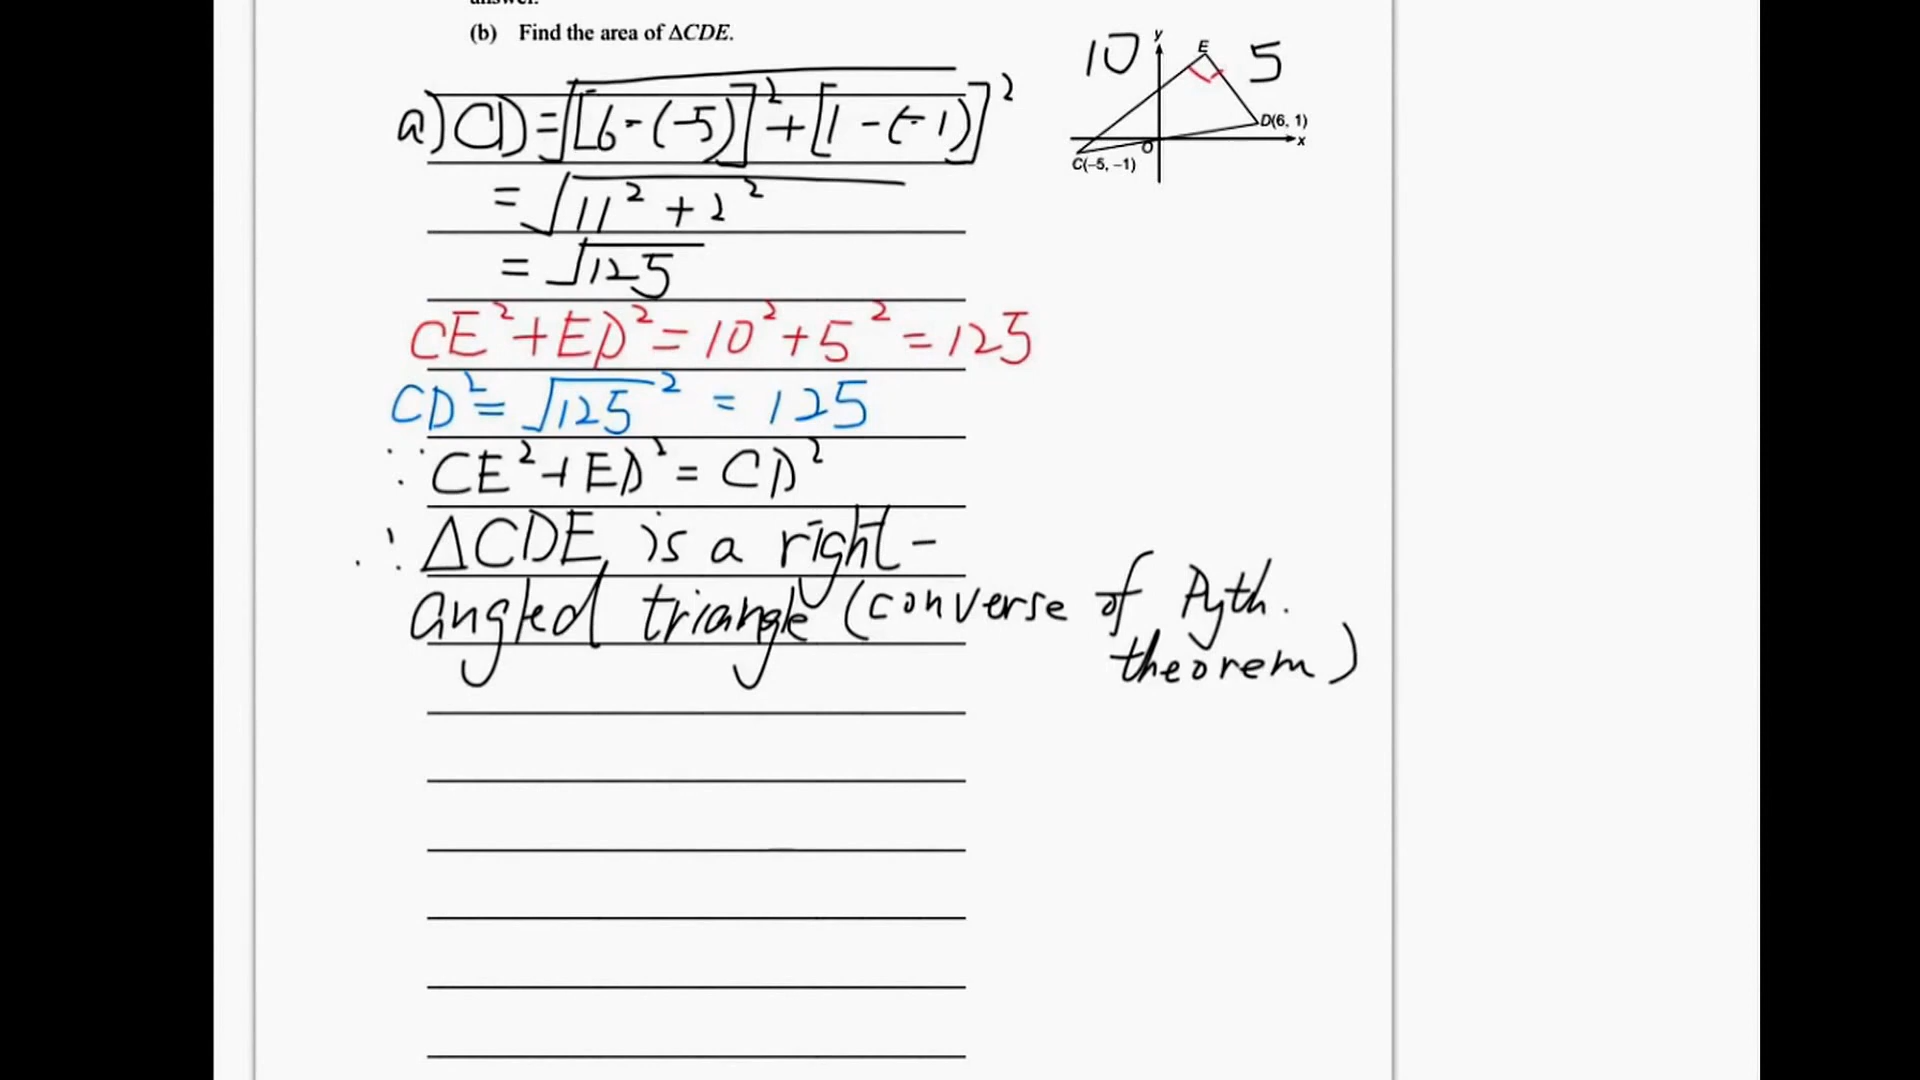 answer.
(b) Find the area of ΔCDE.
10 y E 5
D(6, 1)
x
O
C(−5, −1)
a) CD = √[6-(-5)]² + [1-(-1)]²
= √11² + 2²
= √125
CE² + ED² = 10² + 5² = 125
CD² = √125² = 125
∵ CE² + ED² = CD²
∴ ΔCDE is a right-
angled triangle (converse of Pyth.
theorem)